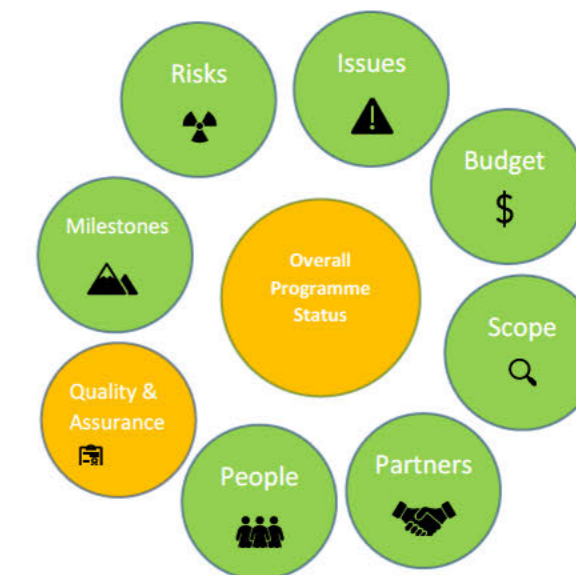 Risks
Issues
Budget
$
Milestones
Overall
Programme
Status
Scope
Quality &
Assurance
People
Partners